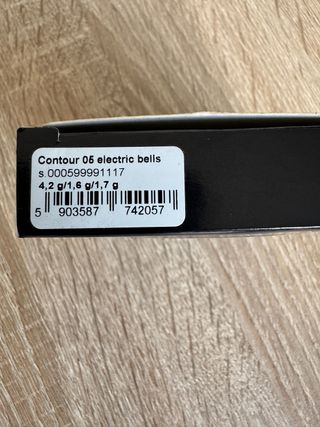 Contour 05 electric bells
s.000599991117
4,2 g/1,6 g/1,7 g
5 903587 742057